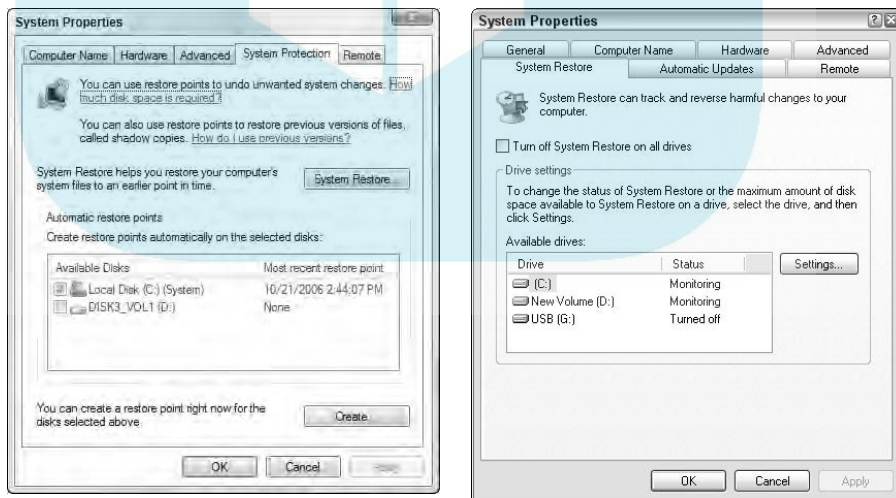 System Properties
Computer Name
Hardware
Advanced
System Protection
Remote
You can use restore points to undo unwanted system changes. How
much disk space is required?
You can also use restore points to restore previous versions of files,
called shadow copies. How do I use previous versions?
System Restore helps you restore your computer's
system files to an earlier point in time.
System Restore...
Automatic restore points
Create restore points automatically on the selected disks:
Available Disks
Most recent restore point
Local Disk (C:) (System)
10/21/2006 2:44:07 PM
DISK3_VOL1 (D:)
None
You can create a restore point right now for the
disks selected above.
Create...
OK
Cancel
System Properties
General
Computer Name
Hardware
Advanced
System Restore
Automatic Updates
Remote
System Restore can track and reverse harmful changes to your
computer.
Turn off System Restore on all drives
Drive settings
To change the status of System Restore or the maximum amount of disk
space available to System Restore on a drive, select the drive, and then
click Settings.
Available drives:
Drive
Status
(C:)
Monitoring
New Volume (D:)
Monitoring
USB (G:)
Turned off
Settings...
OK
Cancel
Apply